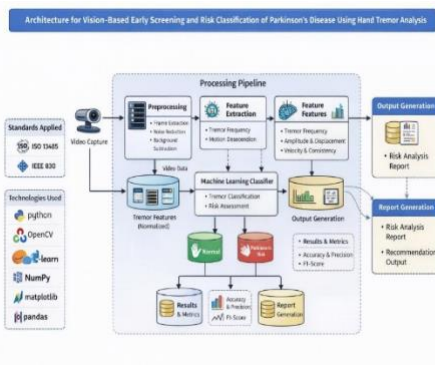 Architecture for Vision-Based Early Screening and Risk Classification of Parkinson's Disease Using Hand Tremor Analysis
Processing Pipeline
Standards Applied
ISO 13485
IEEE 830
Technologies Used
python
OpenCV
learn
NumPy
matplotlib
pandas
Video Capture
Preprocessing
• Frame Extraction
• Noise Reduction
• Background
Subtraction
Feature
Extraction
• Tremor Frequency
Feature
Features
• Tremor Frequency
• Amplitude & Displacement
• Velocity & Consistency
Output Generation
• Risk Analysis
Report
Video Data
Tremor Features
(Normalized)
Machine Learning Classifier
• Tremor Classification
• Risk Assessment
Output Generation
Report Generation
• Risk Analysis
Report
• Recommendation
Output
Normal
Parkinson's
Risk
• Results & Metrics
• Accuracy & Precision
• F1-Score
Results
& Metrics
Accuracy
& Precision
F1-Score
Report
Generation